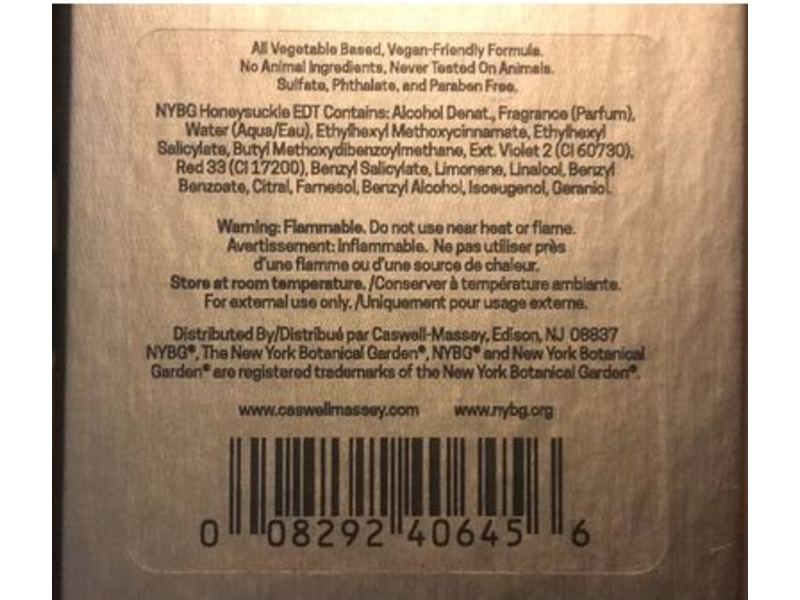 All Vegetable Based, Vegan-Friendly Formula.
No Animal Ingredients, Never Tested On Animals.
Sulfate, Phthalate, and Paraben Free.
NYBG Honeysuckle EDT Contains: Alcohol Denat., Fragrance (Parfum),
Water (Aqua/Eau), Ethylhexyl Methoxycinnamate, Ethylhexyl
Salicylate, Butyl Methoxydibenzoylmethane, Ext. Violet 2 (CI 60730),
Red 33 (CI 17200), Benzyl Salicylate, Limonene, Linalool, Benzyl
Benzoate, Citral, Farnesol, Benzyl Alcohol, Isoeugenol, Geraniol.
Warning: Flammable. Do not use near heat or flame.
Avertissement: Inflammable. Ne pas utiliser près
d'une flamme ou d'une source de chaleur.
Store at room temperature. /Conserver à température ambiante.
For external use only. /Uniquement pour usage externe.
Distributed By/Distribué par Caswell-Massey, Edison, NJ 08837
NYBG®, The New York Botanical Garden®, NYBG® and New York Botanical
Garden® are registered trademarks of the New York Botanical Garden®.
www.caswellmassey.com www.nybg.org
0 08292 40645 6